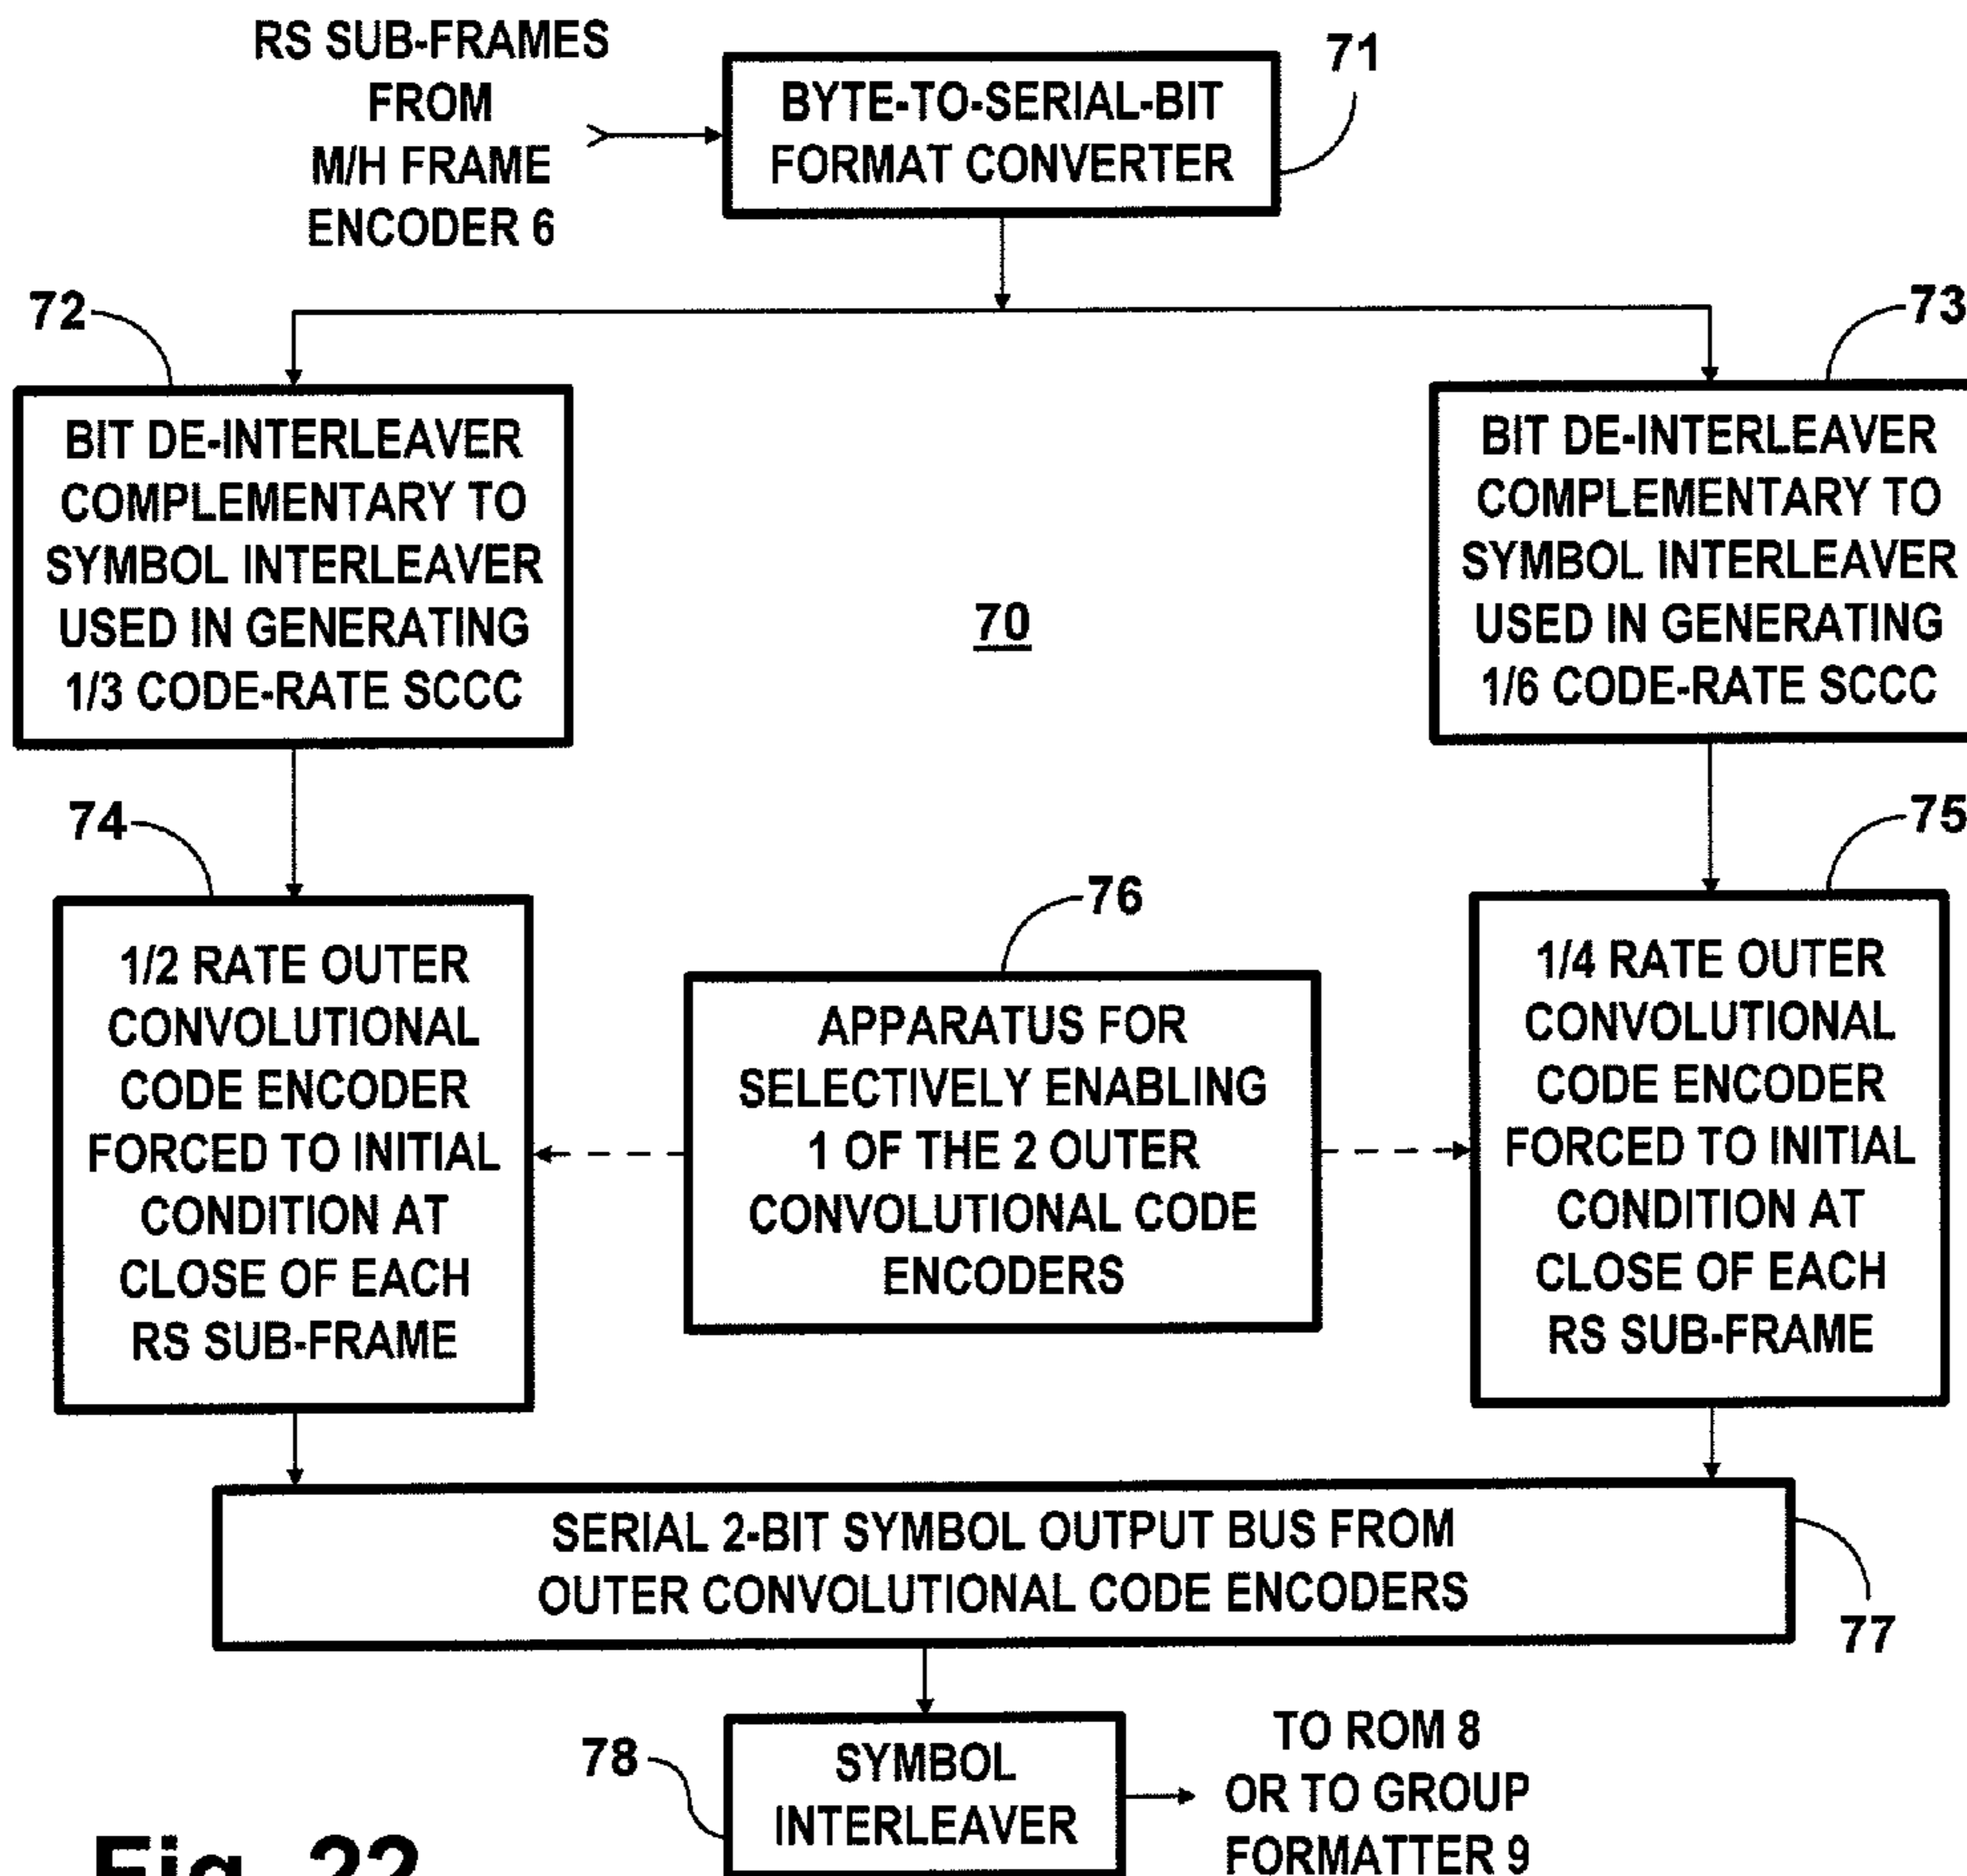 RS SUB-FRAMES
FROM
M/H FRAME
ENCODER 6
BYTE-TO-SERIAL-BIT
FORMAT CONVERTER
71
72
73
BIT DE-INTERLEAVER
COMPLEMENTARY TO
SYMBOL INTERLEAVER
USED IN GENERATING
1/3 CODE-RATE SCCC
70
BIT DE-INTERLEAVER
COMPLEMENTARY TO
SYMBOL INTERLEAVER
USED IN GENERATING
1/6 CODE-RATE SCCC
74
75
76
1/2 RATE OUTER
CONVOLUTIONAL
CODE ENCODER
FORCED TO INITIAL
CONDITION AT
CLOSE OF EACH
RS SUB-FRAME
APPARATUS FOR
SELECTIVELY ENABLING
1 OF THE 2 OUTER
CONVOLUTIONAL CODE
ENCODERS
1/4 RATE OUTER
CONVOLUTIONAL
CODE ENCODER
FORCED TO INITIAL
CONDITION AT
CLOSE OF EACH
RS SUB-FRAME
SERIAL 2-BIT SYMBOL OUTPUT BUS FROM
OUTER CONVOLUTIONAL CODE ENCODERS
77
78
SYMBOL
INTERLEAVER
TO ROM 8
OR TO GROUP
FORMATTER 9
Fig. 22